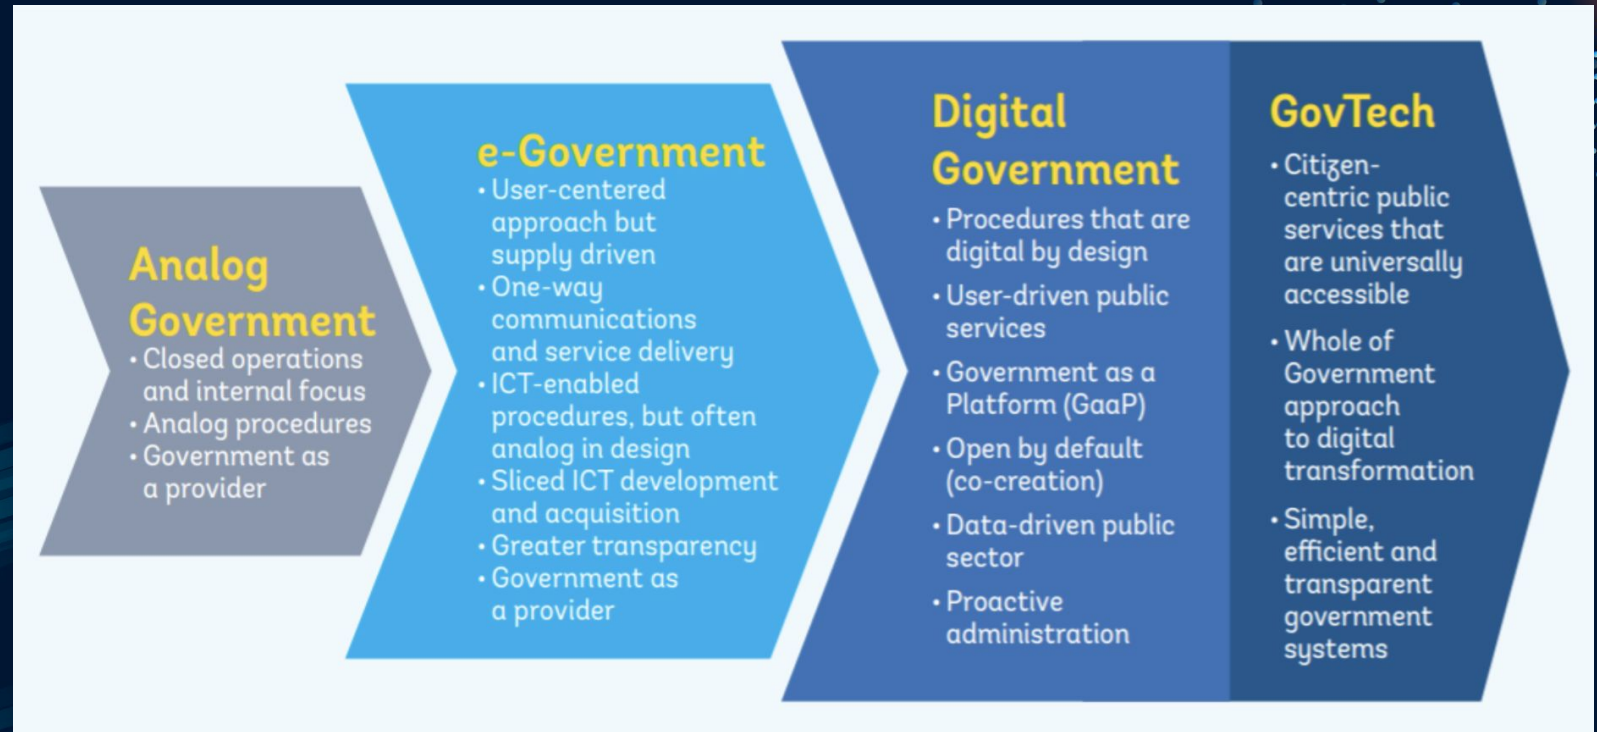 Analog
Government
• Closed operations
and internal focus
• Analog procedures
• Government as
a provider
e-Government
• User-centered
approach but
supply driven
• One-way
communications
and service delivery
• ICT-enabled
procedures, but often
analog in design
• Sliced ICT development
and acquisition
• Greater transparency
• Government as
a provider
Digital
Government
• Procedures that are
digital by design
• User-driven public
services
• Government as a
Platform (GaaP)
• Open by default
(co-creation)
• Data-driven public
sector
• Proactive
administration
GovTech
• Citizen-
centric public
services that
are universally
accessible
• Whole of
Government
approach
to digital
transformation
• Simple,
efficient and
transparent
government
systems